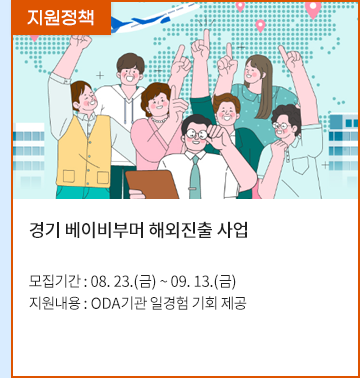 지원정책
경기 베이비부머 해외진출 사업
모집기간 : 08. 23.(금) ~ 09. 13.(금)
지원내용 : ODA기관 일경험 기회 제공